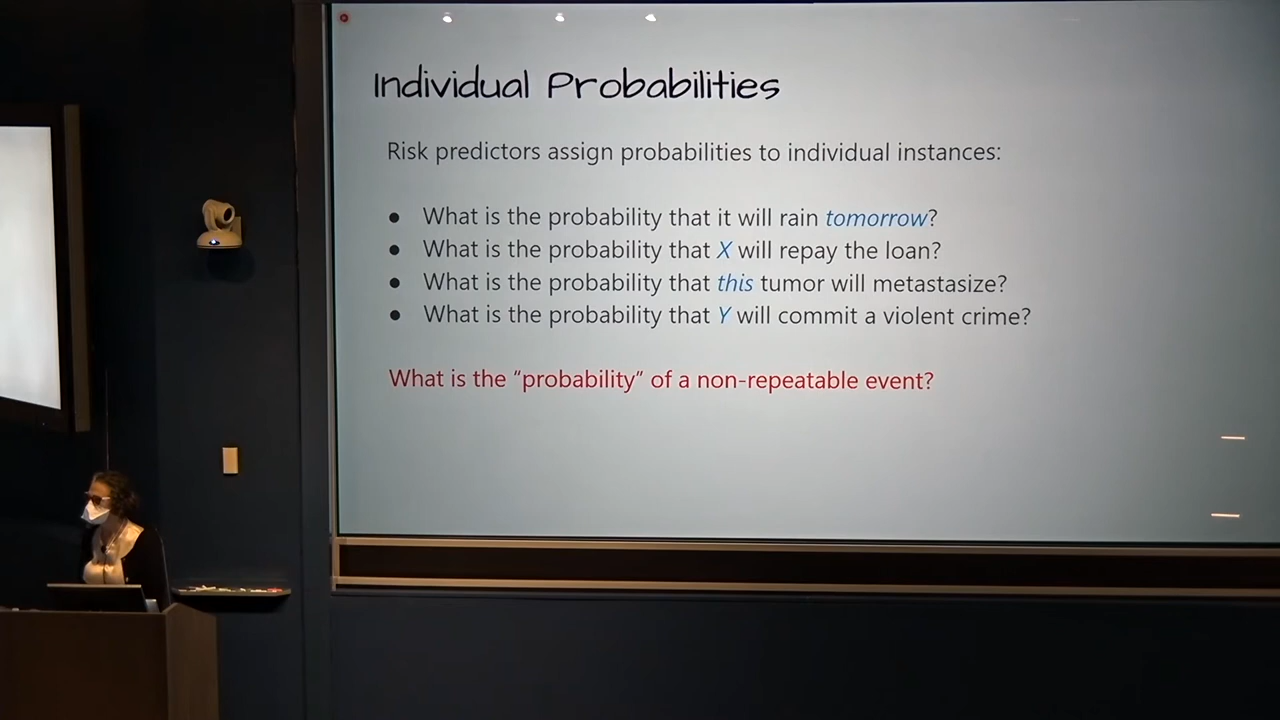 Individual Probabilities
Risk predictors assign probabilities to individual instances:
● What is the probability that it will rain tomorrow?
● What is the probability that X will repay the loan?
● What is the probability that this tumor will metastasize?
● What is the probability that Y will commit a violent crime?
What is the “probability” of a non-repeatable event?